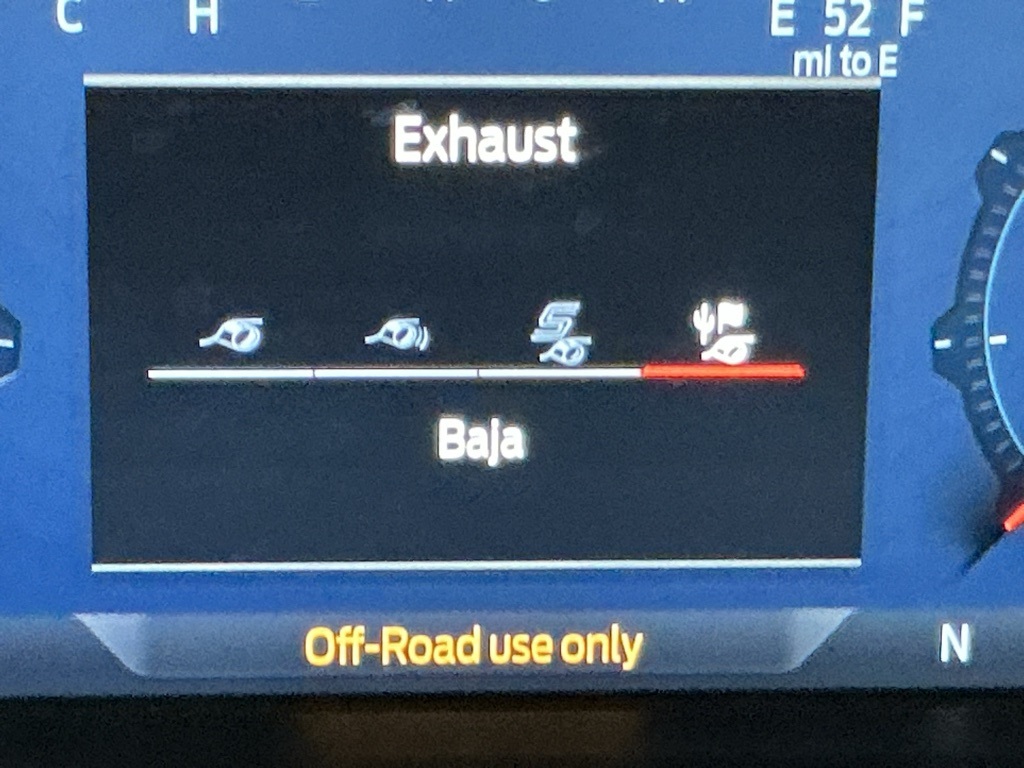 C H E 52 F
mi to E
Exhaust
S
Baja
Off-Road use only
N